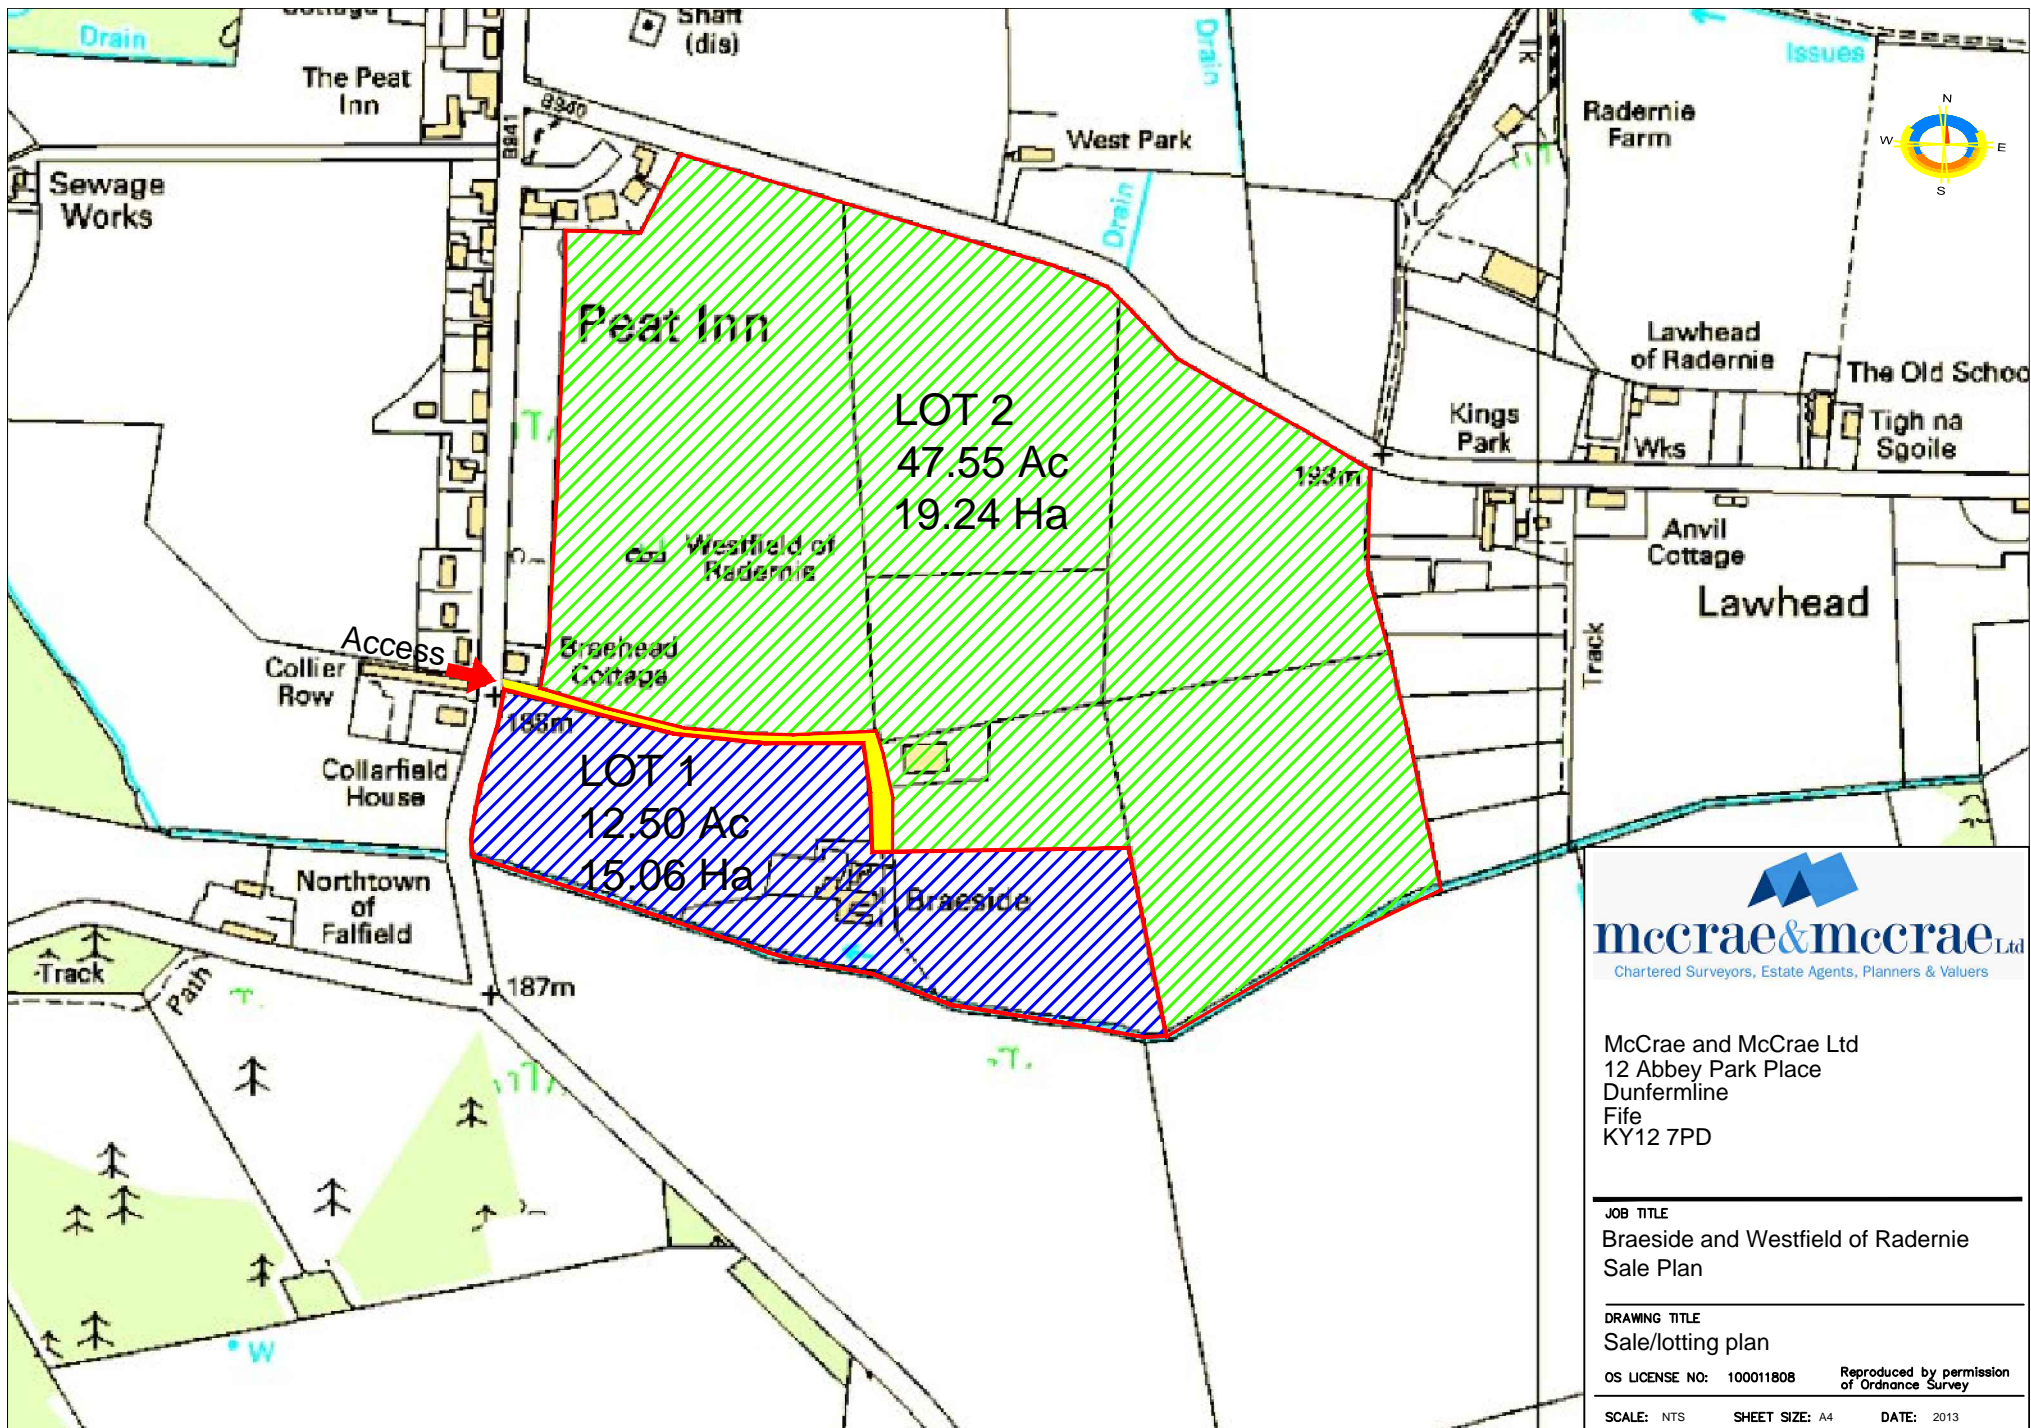 Drain
Shaft
(dis)
The Peat
Inn
B940
B941
Sewage
Works
West Park
Drain
Drain
Issues
Radernie
Farm
N
W
E
S
Peat Inn
LOT 2
47.55 Ac
19.24 Ha
Lawhead
of Radernie
The Old Schoo
Kings
Park
Wks
Tigh na
Sgoile
193m
Anvil
Cottage
Westfield of
Radernie
Lawhead
Track
Braehead
Cottage
Access
Collier
Row
188m
LOT 1
12.50 Ac
15.06 Ha
Collarfield
House
Braeside
Northtown
of
Falfield
Track
Path
187m
W
mccrae&mccrae Ltd
Chartered Surveyors, Estate Agents, Planners & Valuers
McCrae and McCrae Ltd
12 Abbey Park Place
Dunfermline
Fife
KY12 7PD
JOB TITLE
Braeside and Westfield of Radernie
Sale Plan
DRAWING TITLE
Sale/lotting plan
OS LICENSE NO: 100011808
Reproduced by permission
of Ordnance Survey
SCALE: NTS SHEET SIZE: A4 DATE: 2013